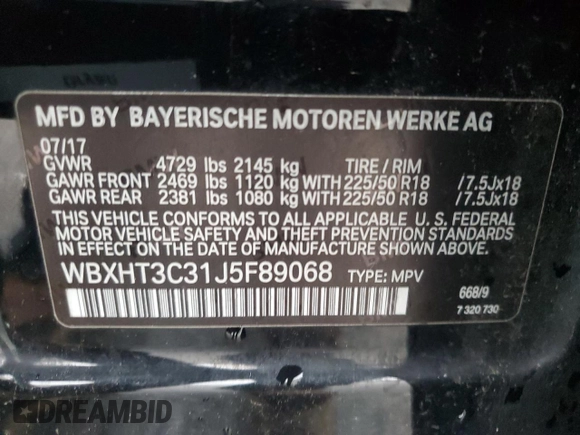 MFD BY BAYERISCHE MOTOREN WERKE AG
07/17
GVWR 4729 lbs 2145 kg TIRE / RIM
GAWR FRONT 2469 lbs 1120 kg WITH 225/50 R18 /7.5Jx18
GAWR REAR 2381 lbs 1080 kg WITH 225/50 R18 /7.5Jx18
THIS VEHICLE CONFORMS TO ALL APPLICABLE U. S. FEDERAL
MOTOR VEHICLE SAFETY AND THEFT PREVENTION STANDARDS
IN EFFECT ON THE DATE OF MANUFACTURE SHOWN ABOVE.
WBXHT3C31J5F89068 TYPE: MPV
668/9
7 320 730
DREAMBID